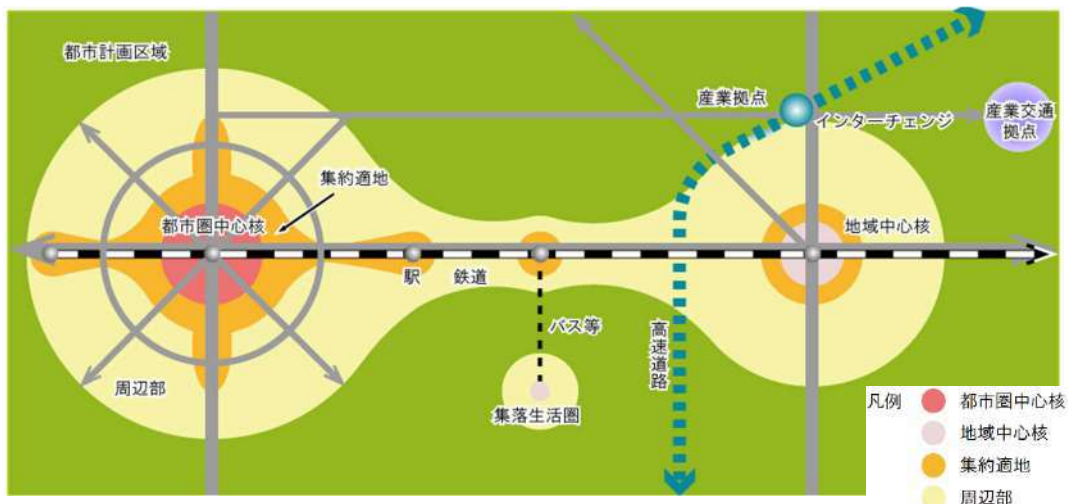 都市計画区域
産業拠点
インターチェンジ
産業交通
拠点
集約適地
都市圏中心核
地域中心核
駅
鉄道
バス等
高速道路
周辺部
集落生活圏
凡例
都市圏中心核
地域中心核
集約適地
周辺部